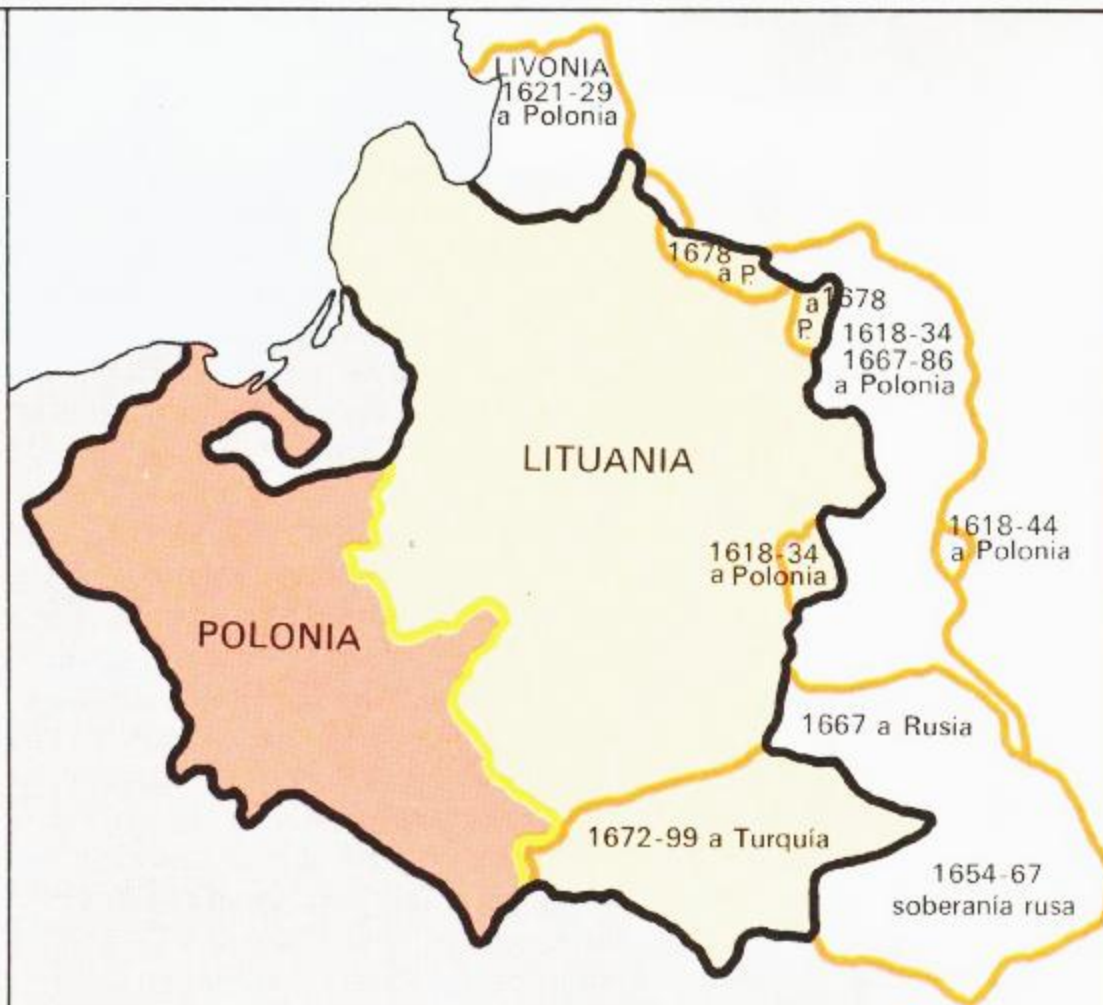 LIVONIA
1621-29
a Polonia
1678
a P.
a 1678
P.
1618-34
1667-86
a Polonia
LITUANIA
1618-44
a Polonia
1618-34
a Polonia
POLONIA
1667 a Rusia
1672-99 a Turquía
1654-67
soberanía rusa